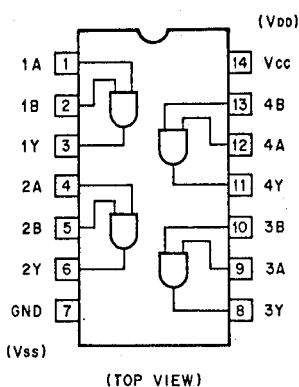 (VDD)
1A 1 14 VCC
1B 2 13 4B
1Y 3 12 4A
2A 4 11 4Y
2B 5 10 3B
2Y 6 9 3A
GND 7 8 3Y
(VSS)
(TOP VIEW)